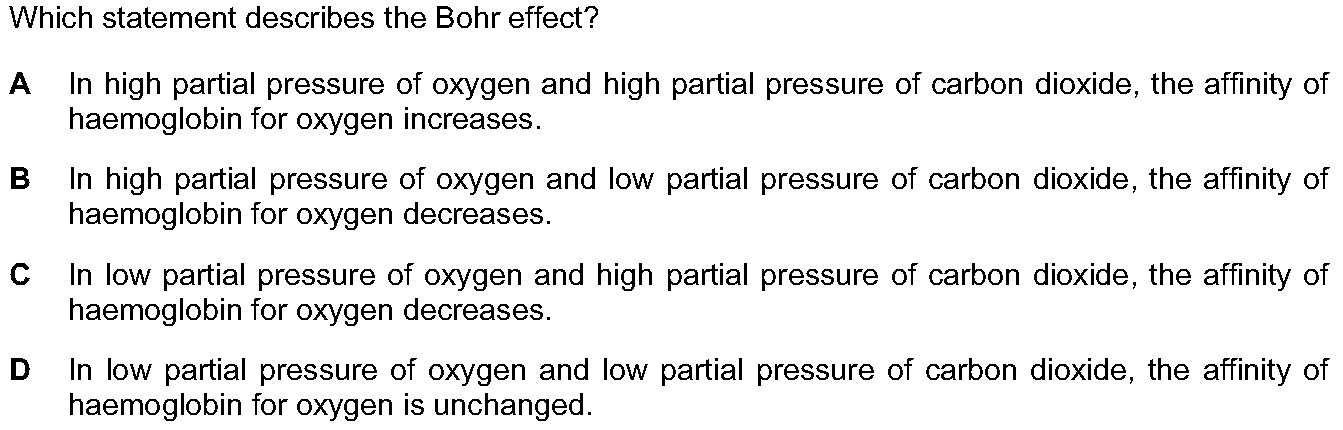 Which statement describes the Bohr effect?
A In high partial pressure of oxygen and high partial pressure of carbon dioxide, the affinity of
haemoglobin for oxygen increases.
B In high partial pressure of oxygen and low partial pressure of carbon dioxide, the affinity of
haemoglobin for oxygen decreases.
C In low partial pressure of oxygen and high partial pressure of carbon dioxide, the affinity of
haemoglobin for oxygen decreases.
D In low partial pressure of oxygen and low partial pressure of carbon dioxide, the affinity of
haemoglobin for oxygen is unchanged.